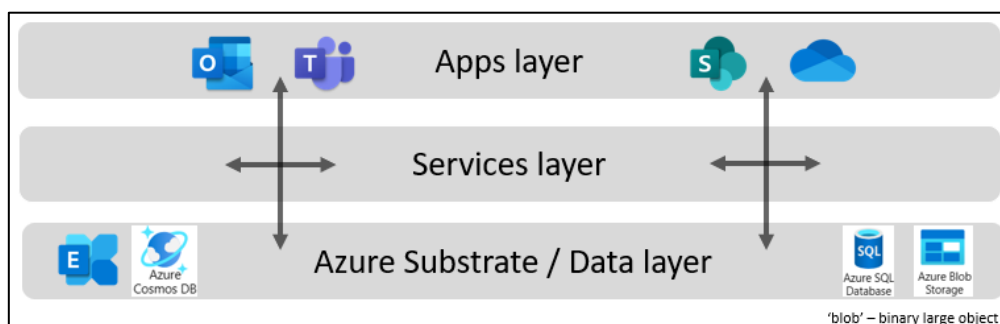 O
T
Apps layer
S
Services layer
E
Azure
Cosmos DB
Azure Substrate / Data layer
SQL
Azure SQL
Database
Azure Blob
Storage
'blob' – binary large object